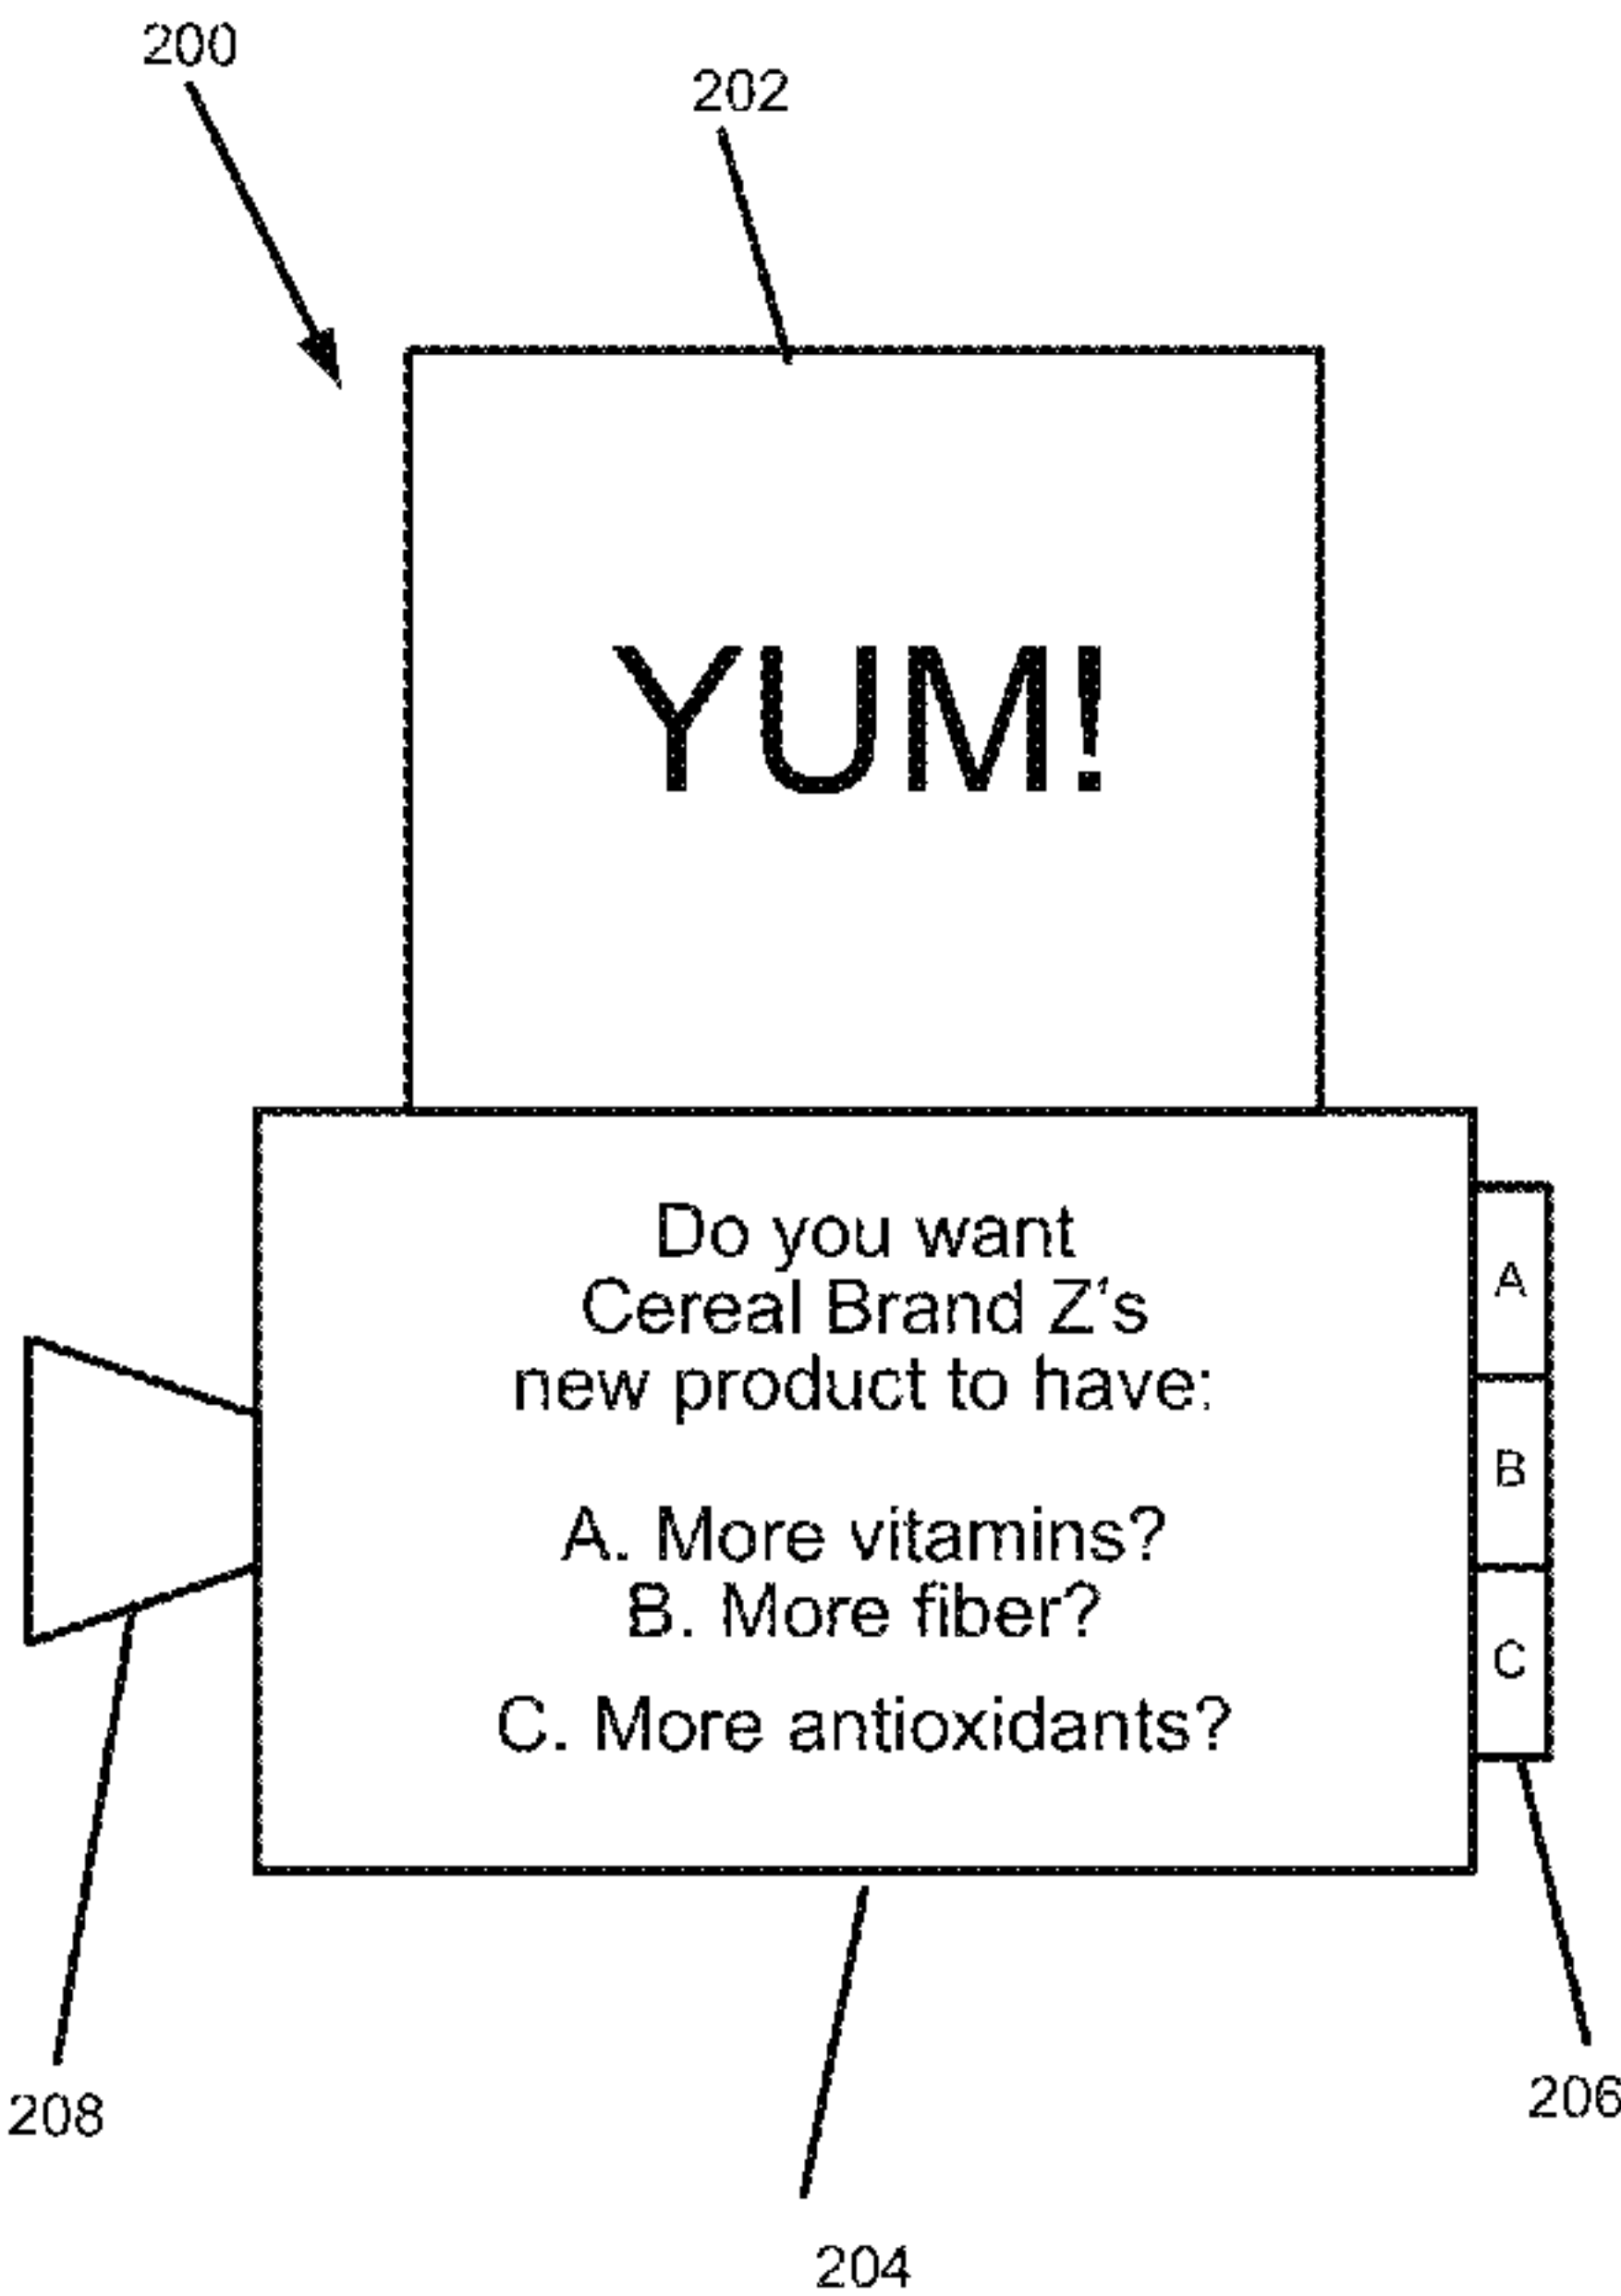 200
202
YUM!
Do you want
Cereal Brand Z's
new product to have:
A. More vitamins?
B. More fiber?
C. More antioxidants?
A
B
C
208
206
204